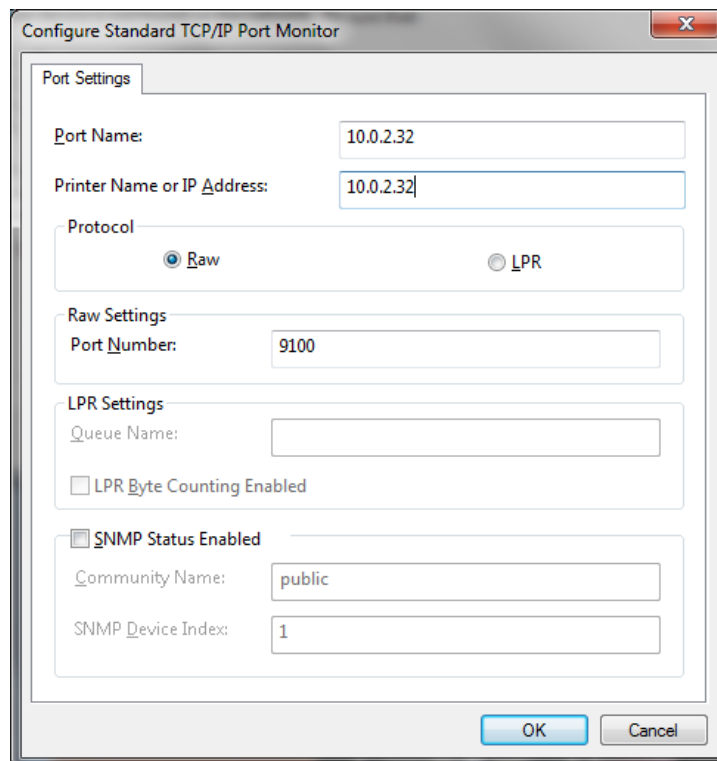 Configure Standard TCP/IP Port Monitor
Port Settings
Port Name: 10.0.2.32
Printer Name or IP Address: 10.0.2.32
Protocol
Raw LPR
Raw Settings
Port Number: 9100
LPR Settings
Queue Name:
LPR Byte Counting Enabled
SNMP Status Enabled
Community Name: public
SNMP Device Index: 1
OK Cancel